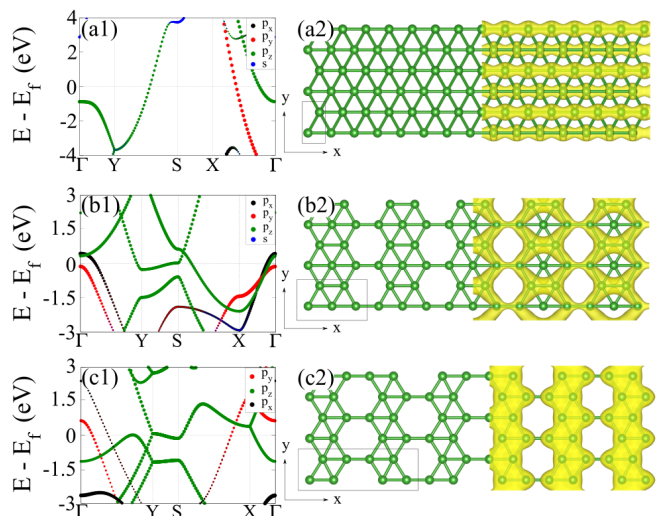 (a1)
4
2
0
-2
-4
E - E_f (eV)
p_x
p_y
p_z
s
Γ Y S X Γ
(a2)
y
x
(b1)
3
1.5
0
-1.5
-3
E - E_f (eV)
p_x
p_y
p_z
s
Γ Y S X Γ
(b2)
y
x
(c1)
3
1.5
0
-1.5
-3
E - E_f (eV)
p_y
p_z
p_x
Γ Y S X Γ
(c2)
y
x